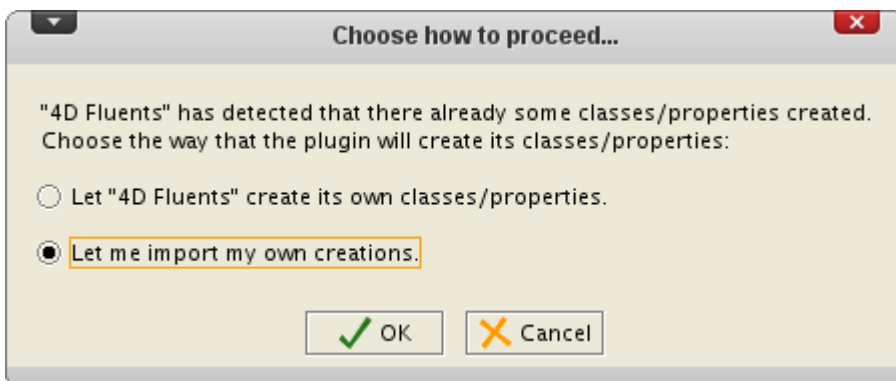 Choose how to proceed...
"4D Fluents" has detected that there already some classes/properties created.
Choose the way that the plugin will create its classes/properties:
Let "4D Fluents" create its own classes/properties.
Let me import my own creations.
OK
Cancel